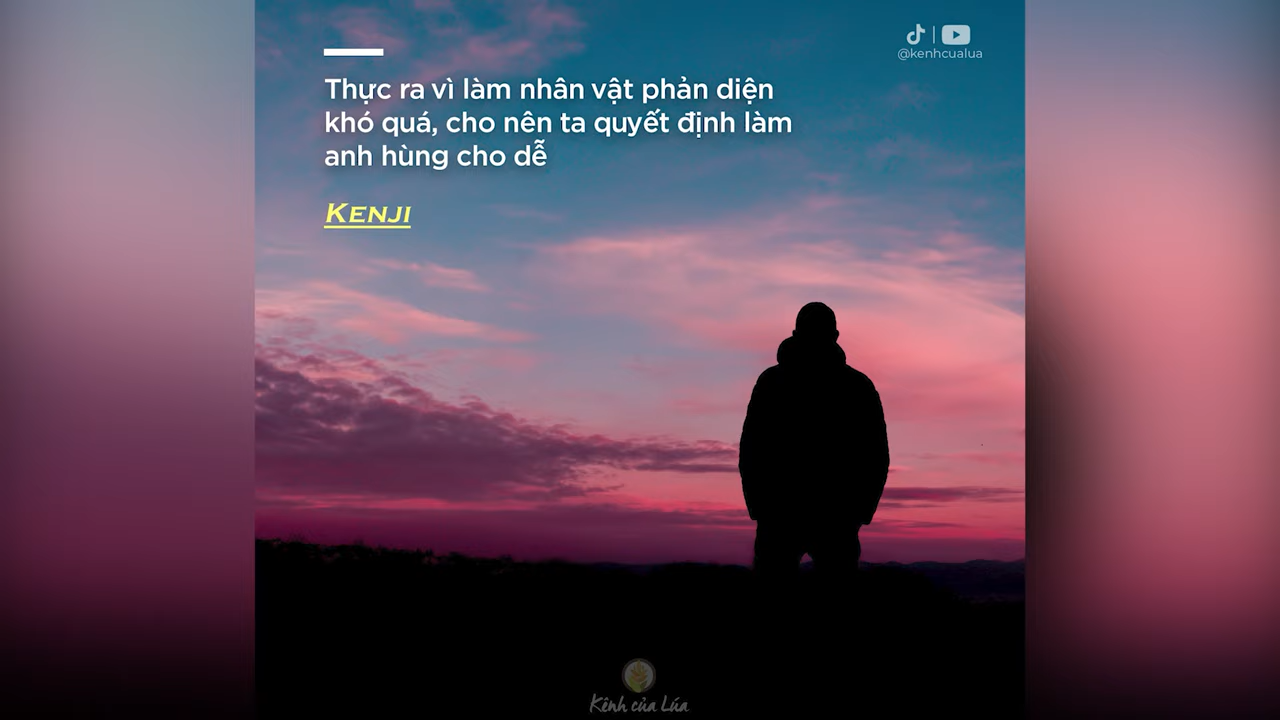 @kenhcualua
Thực ra vì làm nhân vật phản diện
khó quá, cho nên ta quyết định làm
anh hùng cho dễ
KENJI
Kênh của Lúa